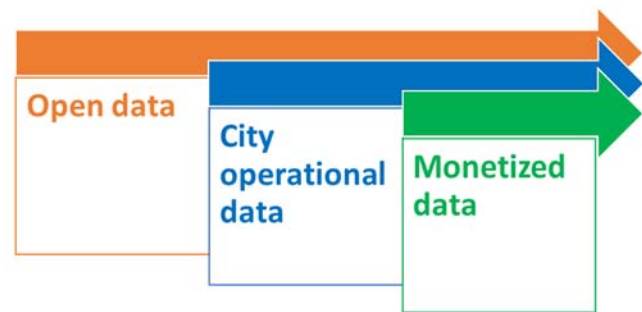 Open data
City
operational
data
Monetized
data